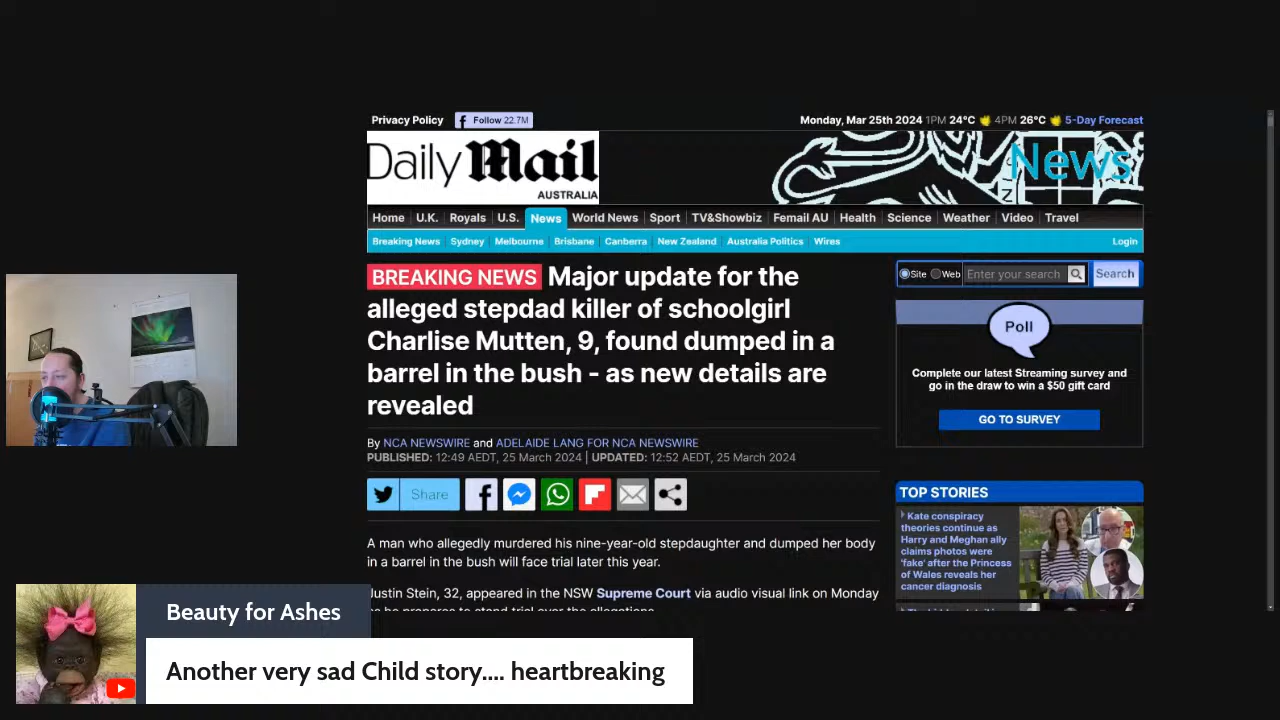 Privacy Policy Follow 22.7M Monday, Mar 25th 2024 1PM 24°C 4PM 26°C 5-Day Forecast
Daily Mail
AUSTRALIA
News
Home U.K. Royals U.S. News World News Sport TV&Showbiz Femail AU Health Science Weather Video Travel
Breaking News Sydney Melbourne Brisbane Canberra New Zealand Australia Politics Wires Login
BREAKING NEWS Major update for the
alleged stepdad killer of schoolgirl
Charlise Mutten, 9, found dumped in a
barrel in the bush - as new details are
revealed
By NCA NEWSWIRE and ADELAIDE LANG FOR NCA NEWSWIRE
PUBLISHED: 12:49 AEDT, 25 March 2024 | UPDATED: 12:52 AEDT, 25 March 2024
Share
A man who allegedly murdered his nine-year-old stepdaughter and dumped her body
in a barrel in the bush will face trial later this year.
Justin Stein, 32, appeared in the NSW Supreme Court via audio visual link on Monday
as he prepares to stand trial over the allegations.
Site Web Enter your search Search
Poll
Complete our latest Streaming survey and
go in the draw to win a $50 gift card
GO TO SURVEY
TOP STORIES
Kate conspiracy
theories continue as
Harry and Meghan ally
claims photos were
'fake' after the Princess
of Wales reveals her
cancer diagnosis
Beauty for Ashes
Another very sad Child story.... heartbreaking